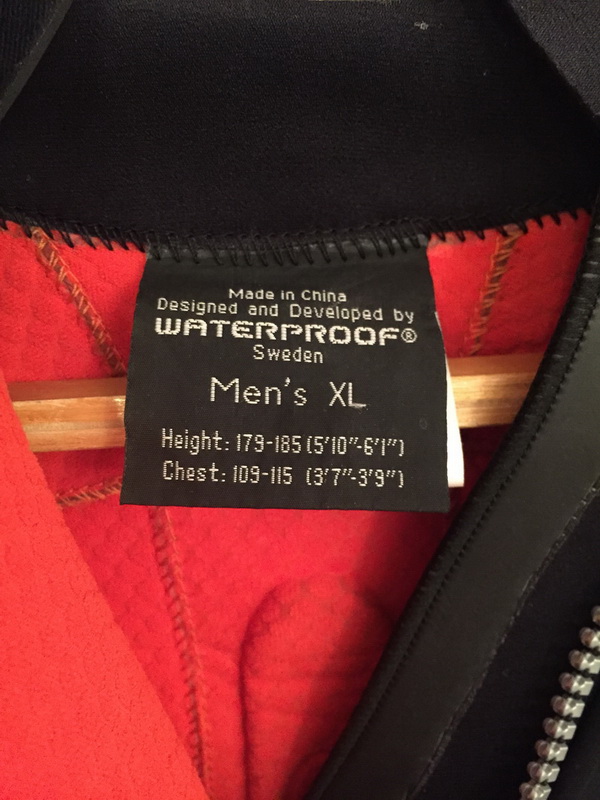 Made in China
Designed and Developed by
WATERPROOF®
Sweden
Men's XL
Height: 179-185 (5'10"-6'1")
Chest: 109-115 (3'7"-3'9")